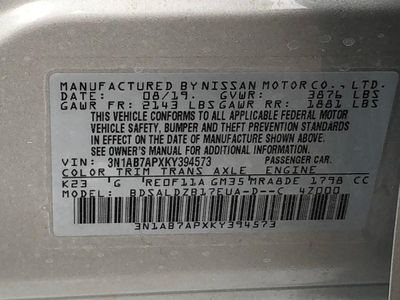 MANUFACTURED BY NISSAN MOTOR CO., LTD.
DATE 08/19. GVWR: 3876 LBS
GAWR FR: 2143 LBS GAWR RR: 1881 LBS
THIS VEHICLE CONFORMS TO ALL APPLICABLE FEDERAL MOTOR
VEHICLE SAFETY, BUMPER AND THEFT PREVENTION STANDARDS
IN EFFECT ON THE DATE OF MANUFACTURE SHOWN ABOVE.
SEE OWNERS MANUAL FOR ADDITIONAL INFORMATION
VIN: 3N1AB7APXKY394573 PASSENGER CAR.
COLOR TRIM TRANS AXLE ENGINE
K23 G RE0F11A GM35 MRA8DE 1798 CC
MODEL: BDSALDZB17EUA-D--C 4Z000
3N1AB7APXKY394573